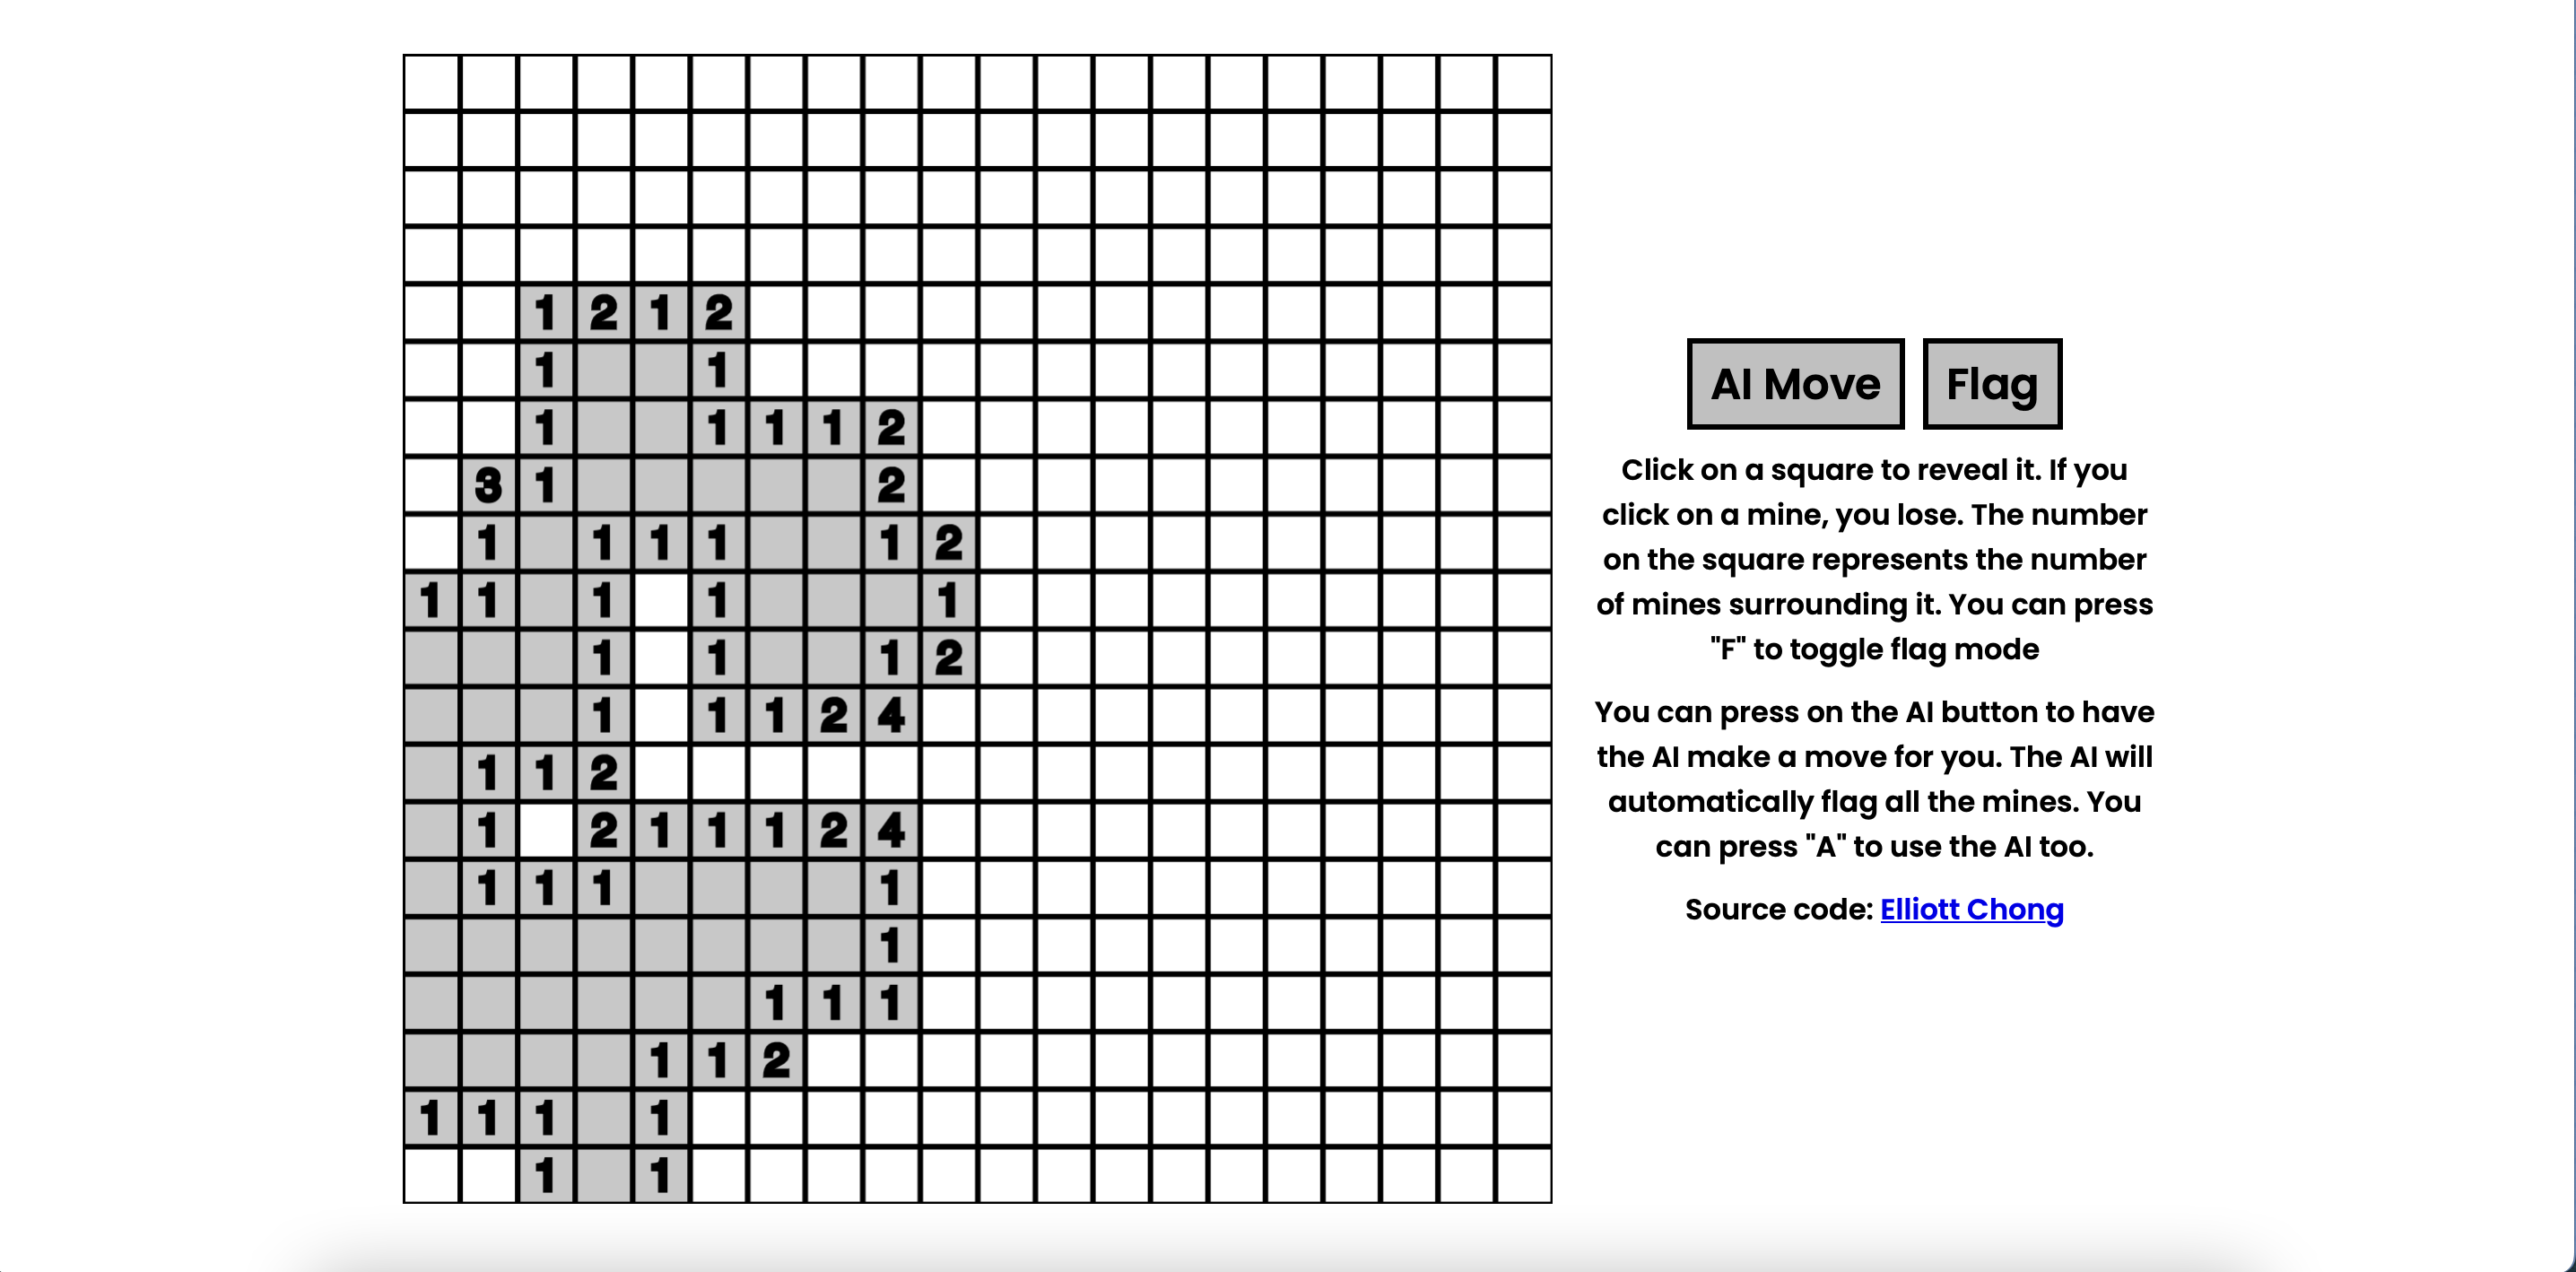 1 2 1 2
1 1
1 1 1 1 2
3 1 2
1 1 1 1 1 2
1 1 1 1 1
1 1 1 2
1 1 1 2 4
1 1 2
1 2 1 1 1 2 4
1 1 1 1
1
1 1 1
1 1 2
1 1 1 1
1 1
AI Move Flag
Click on a square to reveal it. If you
click on a mine, you lose. The number
on the square represents the number
of mines surrounding it. You can press
"F" to toggle flag mode
You can press on the AI button to have
the AI make a move for you. The AI will
automatically flag all the mines. You
can press "A" to use the AI too.
Source code: Elliott Chong